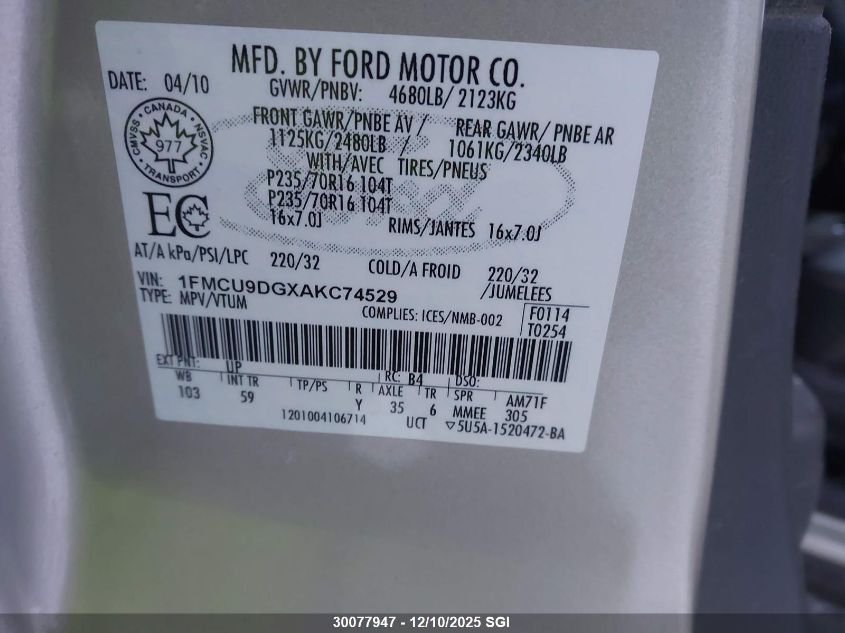 MFD. BY FORD MOTOR CO.
DATE: 04/10
GVWR/PNBV: 4680LB/ 2123KG
FRONT GAWR/PNBE AV / REAR GAWR/ PNBE AR
1125KG/2480LB / 1061KG/2340LB
WITH/AVEC TIRES/PNEUS
P235/70R16 104T
P235/70R16 104T
16x7.0J RIMS/JANTES 16x7.0J
CANADA
CMVSS NSVAC
977
TRANSPORT
EC
AT/A kPa/PSI/LPC 220/32 COLD/A FROID 220/32
VIN: 1FMCU9DGXAKC74529 /JUMELEES
TYPE: MPV/VTUM
COMPLIES: ICES/NMB-002 F0114
T0254
EXT PNT: UP RC: B4 DSO:
WB INT TR TP/PS R AXLE TR SPR AM71F
103 59 Y 35 6 MMEE 305
1201004106714 UCT ▽5U5A-1520472-BA
30077947 - 12/10/2025 SGI